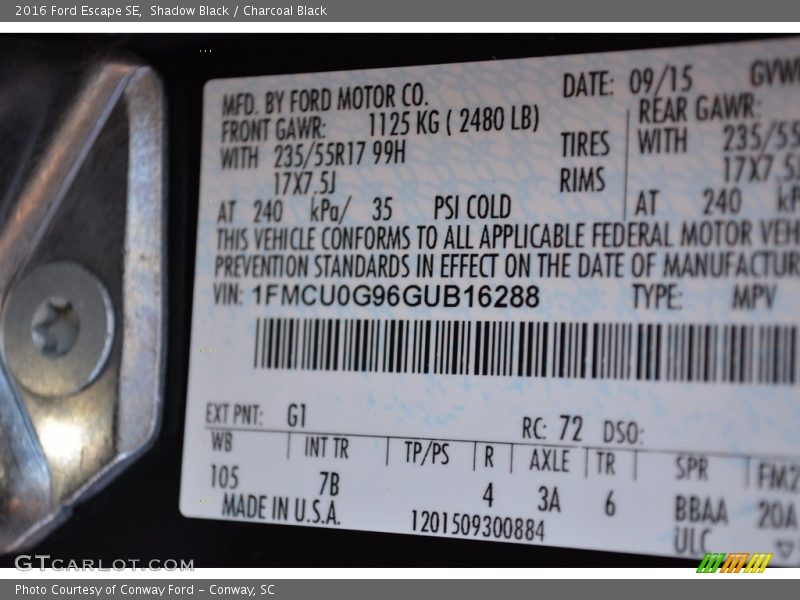 2016 Ford Escape SE, Shadow Black / Charcoal Black
MFD. BY FORD MOTOR CO.
DATE: 09/15
FRONT GAWR: 1125 KG ( 2480 LB)
REAR GAWR:
WITH 235/55R17 99H
TIRES
WITH 235/55
17X7.5J
RIMS
17X7.5J
AT 240 kPa/ 35 PSI COLD
AT 240
THIS VEHICLE CONFORMS TO ALL APPLICABLE FEDERAL MOTOR VEH
PREVENTION STANDARDS IN EFFECT ON THE DATE OF MANUFACTUR
VIN: 1FMCU0G96GUB16288
TYPE: MPV
EXT PNT: G1
RC: 72 DSO:
WB INT TR TP/PS R AXLE TR SPR
105 7B 4 3A 6 BBAA 20A
MADE IN U.S.A.
1201509300884
ULC
GTCARLOT.COM
Photo Courtesy of Conway Ford – Conway, SC